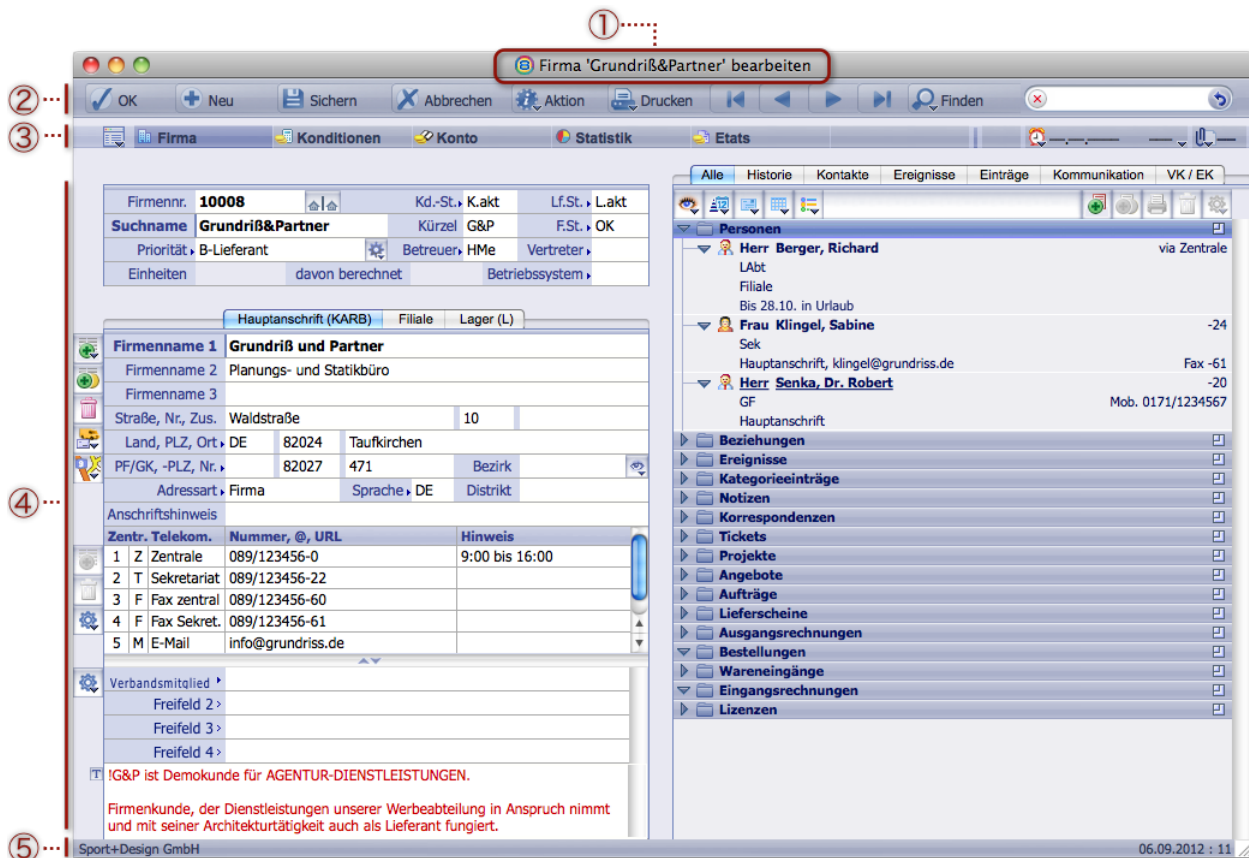 ①
Firma 'Grundriß&Partner' bearbeiten
②
OK Neu Sichern Abbrechen Aktion Drucken Finden
③
Firma Konditionen Konto Statistik Etats
Alle Historie Kontakte Ereignisse Einträge Kommunikation VK / EK
Firmennr. 10008 Kd.-St. K.akt Lf.St. L.akt
Suchname Grundriß&Partner Kürzel G&P F.St. OK
Priorität B-Lieferant Betreuer HMe Vertreter
Einheiten davon berechnet Betriebssystem
Hauptanschrift (KARB) Filiale Lager (L)
④
Firmenname 1 Grundriß und Partner
Firmenname 2 Planungs- und Statikbüro
Firmenname 3
Straße, Nr., Zus. Waldstraße 10
Land, PLZ, Ort DE 82024 Taufkirchen
PF/GK, -PLZ, Nr. 82027 471 Bezirk
Adressart Firma Sprache DE Distrikt
Anschriftshinweis
Zentr. Telekom. Nummer, @, URL Hinweis
1 Z Zentrale 089/123456-0 9:00 bis 16:00
2 T Sekretariat 089/123456-22
3 F Fax zentral 089/123456-60
4 F Fax Sekret. 089/123456-61
5 M E-Mail info@grundriss.de
Verbandsmitglied
Freifeld 2
Freifeld 3
Freifeld 4
T !G&P ist Demokunde für AGENTUR-DIENSTLEISTUNGEN.
Firmenkunde, der Dienstleistungen unserer Werbeabteilung in Anspruch nimmt
und mit seiner Architekturtätigkeit auch als Lieferant fungiert.
12
Personen
Herr Berger, Richard via Zentrale
LAbt
Filiale
Bis 28.10. in Urlaub
Frau Klingel, Sabine -24
Sek
Hauptanschrift, klingel@grundriss.de Fax -61
Herr Senka, Dr. Robert -20
GF Mob. 0171/1234567
Hauptanschrift
Beziehungen
Ereignisse
Kategorieeinträge
Notizen
Korrespondenzen
Tickets
Projekte
Angebote
Aufträge
Lieferscheine
Ausgangsrechnungen
Bestellungen
Wareneingänge
Eingangsrechnungen
Lizenzen
⑤
Sport+Design GmbH 06.09.2012 : 11